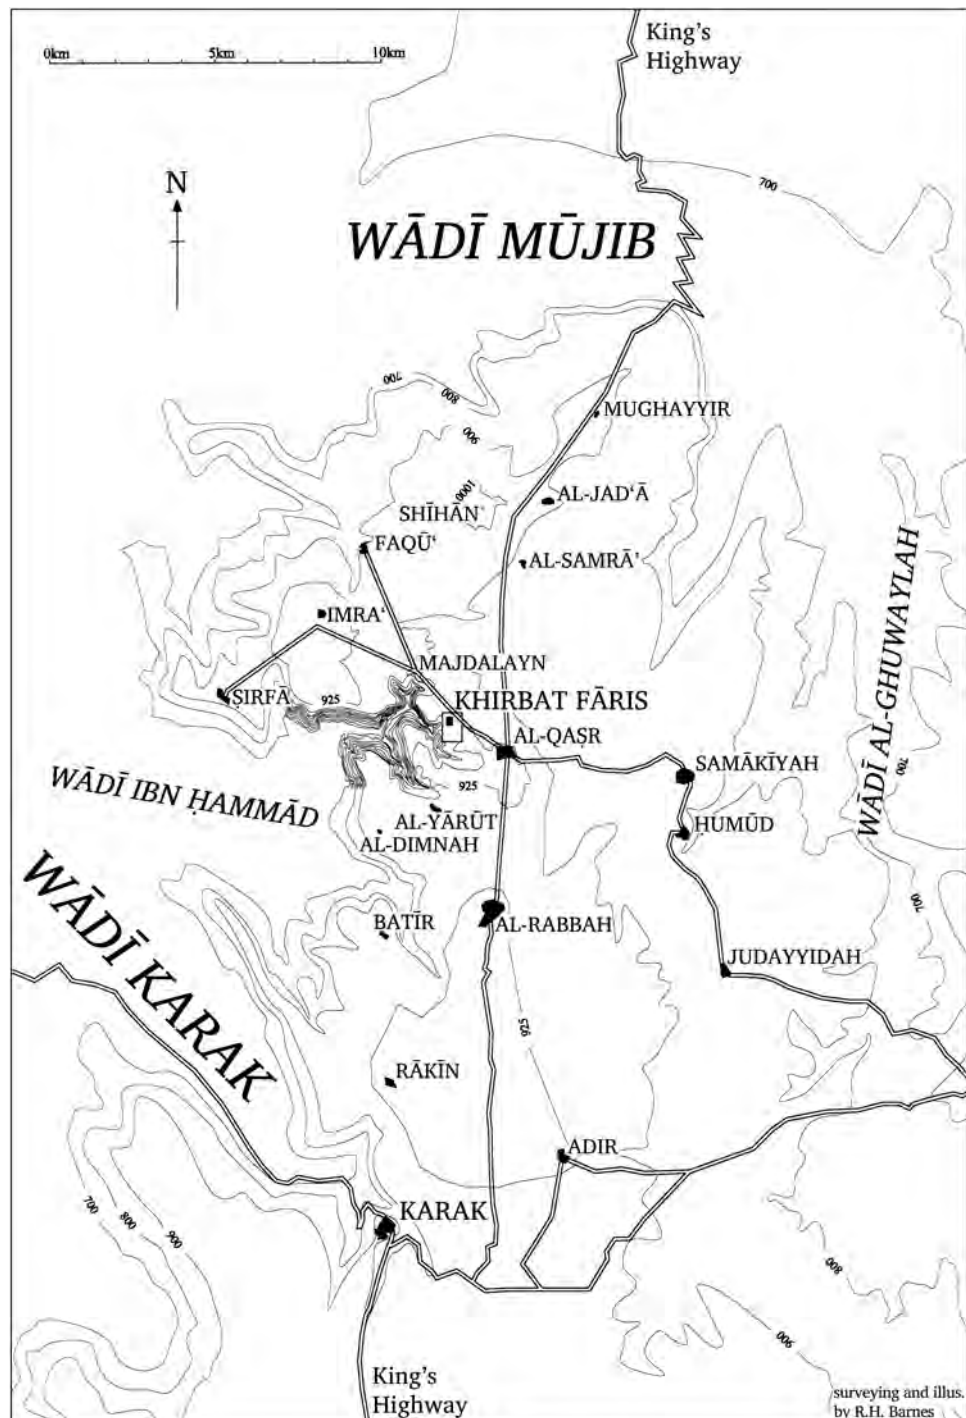 King's
Highway
0km 5km 10km
N
700
WĀDĪ MŪJIB
700
800
900
MUGHAYYIR
1000
AL-JAD‘Ā
SHĪHĀN
FAQŪ‘
AL-SAMRĀ’
WĀDĪ AL-GHUWAYLAH
IMRA‘
MAJDALAYN
ṢIRFĀ
925
KHIRBAT FĀRIS
AL-QAṢR
SAMĀKĪYAH
700
WĀDĪ IBN ḤAMMĀD
925
AL-YĀRŪT
ḤUMŪD
AL-DIMNAH
WĀDĪ KARAK
BATĪR
AL-RABBAH
700
JUDAYYIDAH
925
RĀKĪN
ADIR
KARAK
700
800
900
800
900
King's
Highway
surveying and illus.
by R.H. Barnes